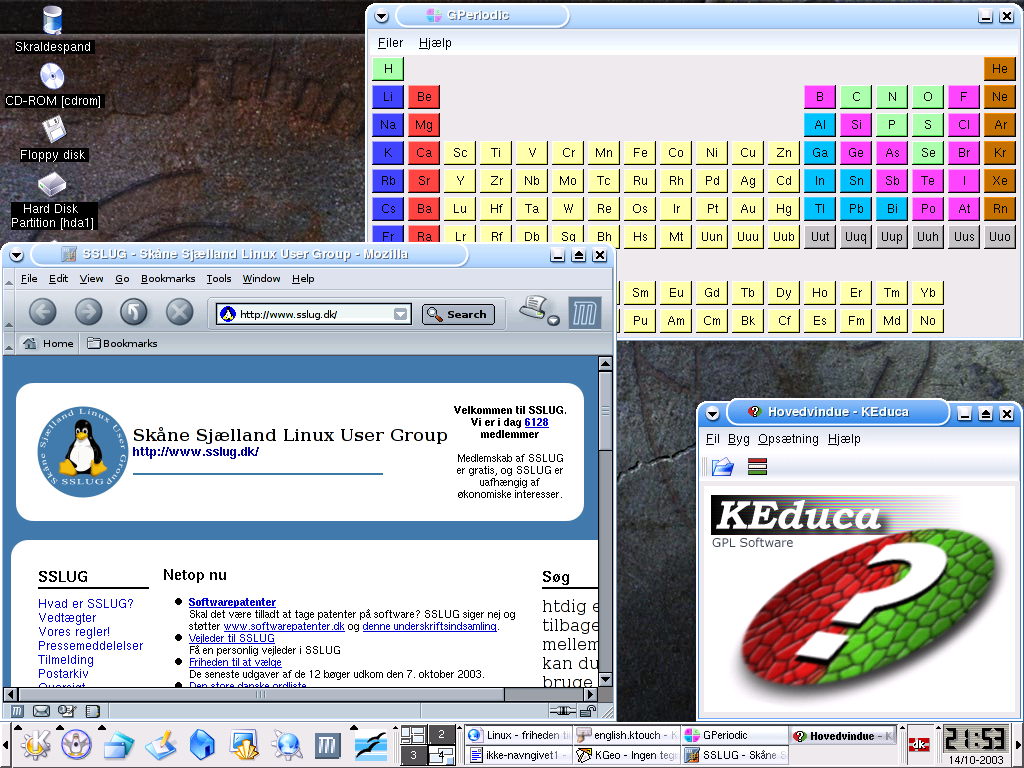 Skraldespand
CD-ROM [cdrom]
Floppy disk
Hard Disk
Partition [hda1]
GPeriodic
Filer Hjælp
H He
Li Be B C N O F Ne
Na Mg Al Si P S Cl Ar
K Ca Sc Ti V Cr Mn Fe Co Ni Cu Zn Ga Ge As Se Br Kr
Rb Sr Y Zr Nb Mo Tc Ru Rh Pd Ag Cd In Sn Sb Te I Xe
Cs Ba Lu Hf Ta W Re Os Ir Pt Au Hg Tl Pb Bi Po At Rn
Fr Ra Lr Rf Db Sg Bh Hs Mt Uun Uuu Uub Uut Uuq Uup Uuh Uus Uuo
Sm Eu Gd Tb Dy Ho Er Tm Yb
Pu Am Cm Bk Cf Es Fm Md No
SSLUG - Skåne Sjælland Linux User Group - Mozilla
File Edit View Go Bookmarks Tools Window Help
http://www.sslug.dk/ Search
Home Bookmarks
Skåne Sjælland Linux User Group
SSLUG
Skåne Sjælland Linux User Group
http://www.sslug.dk/
Velkommen til SSLUG.
Vi er i dag 6128
medlemmer
Medlemskab af SSLUG
er gratis, og SSLUG er
uafhængig af
økonomiske interesser.
SSLUG
Hvad er SSLUG?
Vedtægter
Vores regler!
Pressemeddelelser
Tilmelding
Postarkiv
Oversigt
Netop nu
Softwarepatenter
Skal det være tilladt at tage patenter på software? SSLUG siger nej og
støtter www.softwarepatenter.dk og denne underskriftsindsamling.
Vejleder til SSLUG
Få en personlig vejleder i SSLUG
Friheden til at vælge
De seneste udgaver af de 12 bøger udkom den 7. oktober 2003.
Den store danske ordliste
Søg
htdig e
tilbage
mellem
kan du
bruge
Hovedvindue - KEduca
Fil Byg Opsætning Hjælp
KEduca
GPL Software
?
2
3 4
Linux - friheden ti
english.ktouch - K
GPeriodic
Hovedvindue - K
ikke-navngivet1 -
KGeo - Ingen teg
SSLUG - Skåne S
dk
21:53
14/10-2003